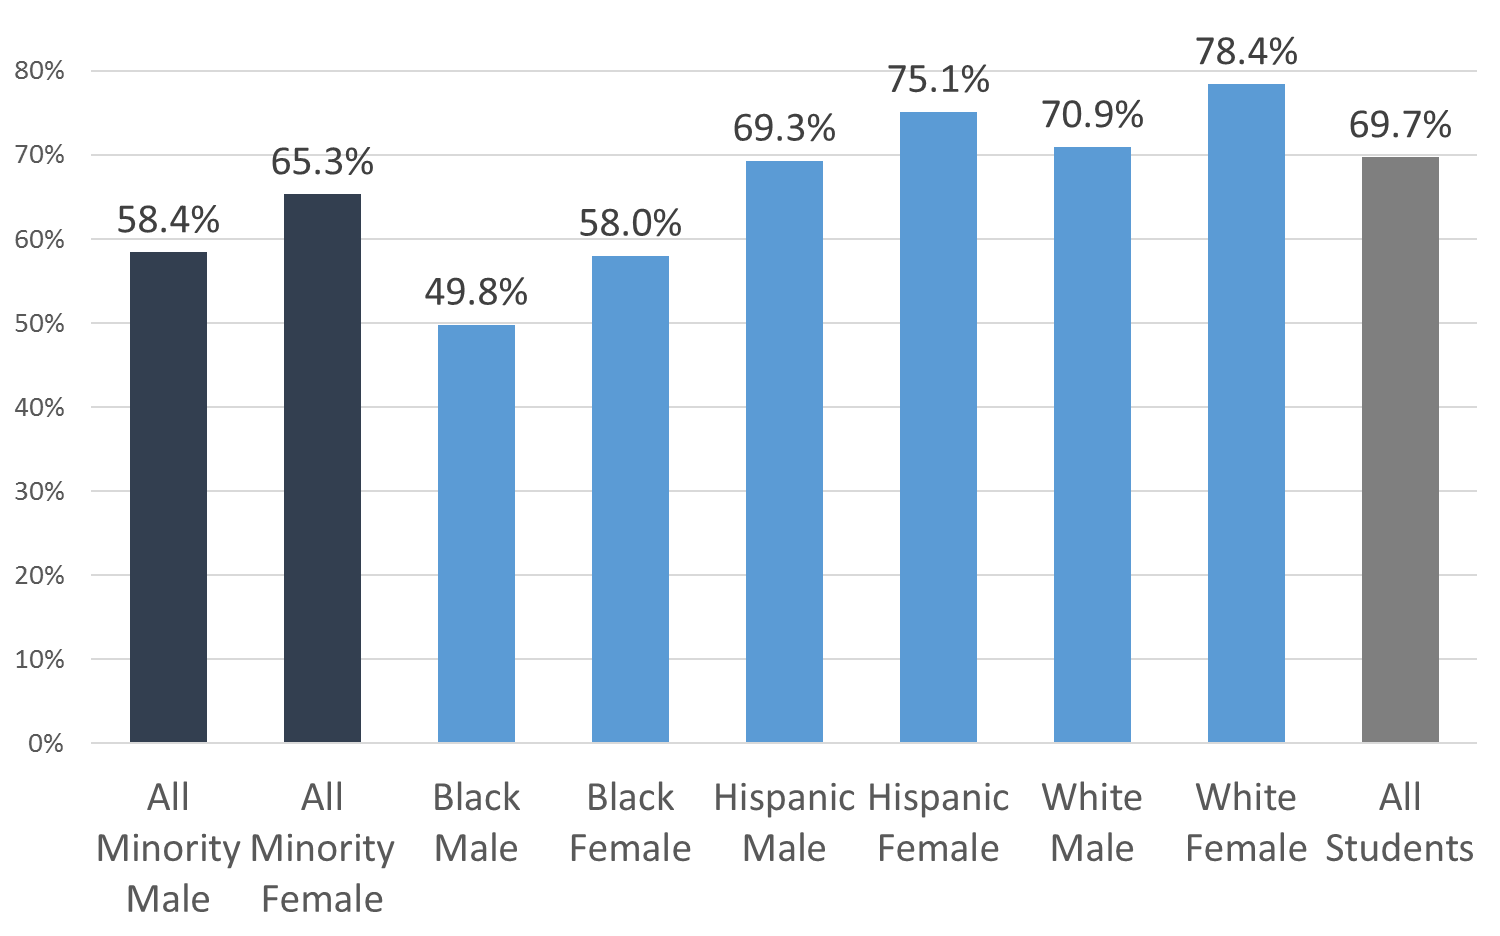 80%
70%
60%
50%
40%
30%
20%
10%
0%
58.4%
65.3%
49.8%
58.0%
69.3%
75.1%
70.9%
78.4%
69.7%
All
Minority
Male
All
Minority
Female
Black
Male
Black
Female
Hispanic
Male
Hispanic
Female
White
Male
White
Female
All
Students